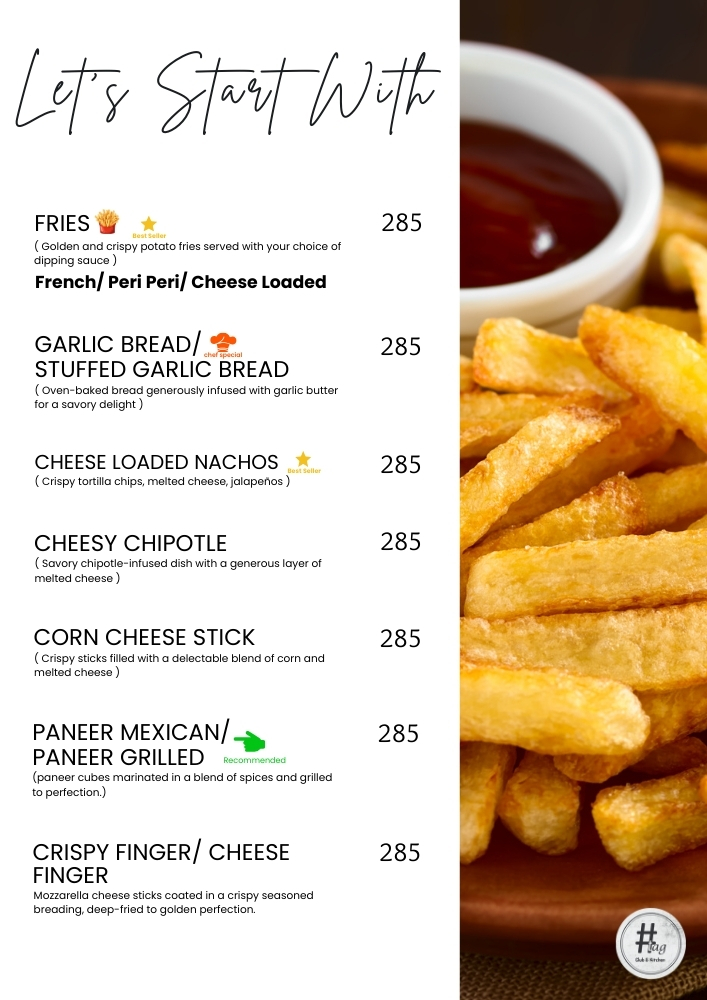 Let's Start With
FRIES
Best Seller
285
( Golden and crispy potato fries served with your choice of
dipping sauce )
French/ Peri Peri/ Cheese Loaded
GARLIC BREAD/
chef special
285
STUFFED GARLIC BREAD
( Oven-baked bread generously infused with garlic butter
for a savory delight )
CHEESE LOADED NACHOS
Best Seller
285
( Crispy tortilla chips, melted cheese, jalapeños )
CHEESY CHIPOTLE
285
( Savory chipotle-infused dish with a generous layer of
melted cheese )
CORN CHEESE STICK
285
( Crispy sticks filled with a delectable blend of corn and
melted cheese )
PANEER MEXICAN/
285
PANEER GRILLED
Recommended
(paneer cubes marinated in a blend of spices and grilled
to perfection.)
CRISPY FINGER/ CHEESE
285
FINGER
Mozzarella cheese sticks coated in a crispy seasoned
breading, deep-fried to golden perfection.
#tag
Club & Kitchen